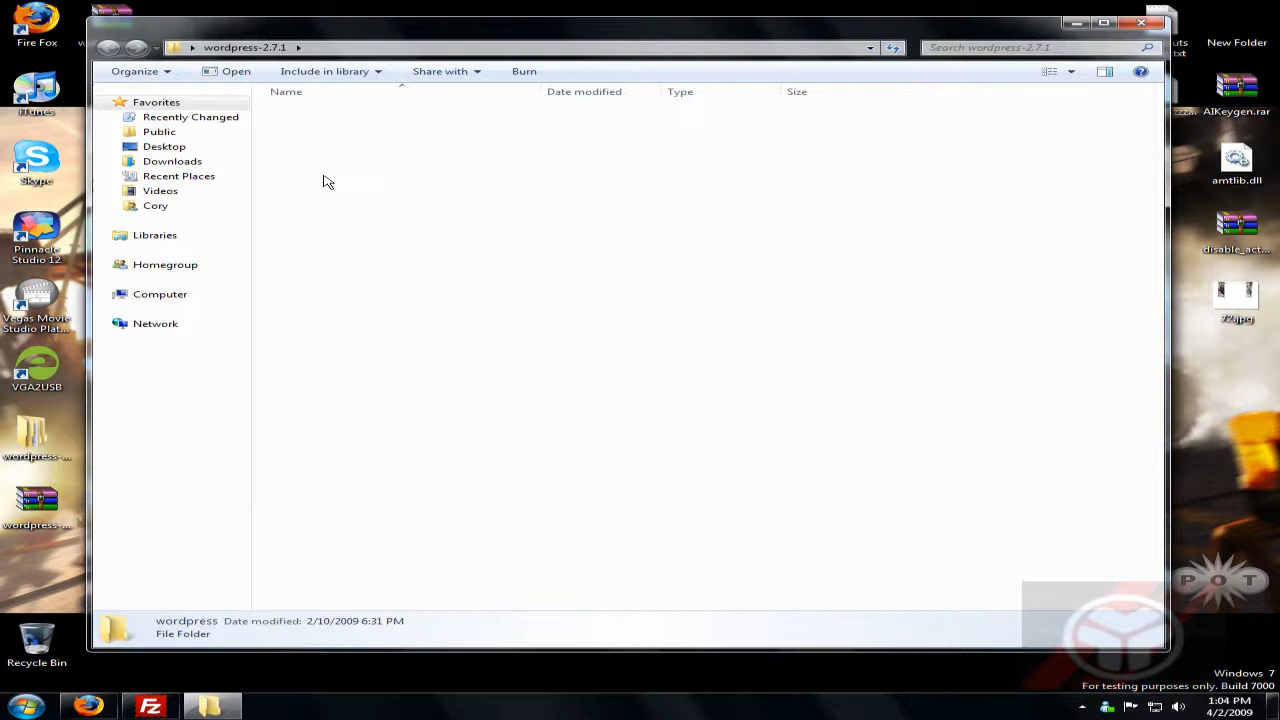 Fire Fox
uts
.txt
New Folder
wordpress-2.7.1
Search wordpress-2.7.1
Organize
Open
Include in library
Share with
Burn
Name
Date modified
Type
Size
Favorites
Recently Changed
Public
Desktop
Downloads
Recent Places
Videos
Cory
Libraries
Homegroup
Computer
Network
iTunes
Skype
Pinnacle
Studio 12
Vegas Movie
Studio Plat...
VGA2USB
wordpress-...
wordpress-...
Recycle Bin
zzz...
AIKeygen.rar
amtlib.dll
disable_act...
72.jpg
wordpress Date modified: 2/10/2009 6:31 PM
File Folder
POT
Windows 7
For testing purposes only. Build 7000
1:04 PM
4/2/2009